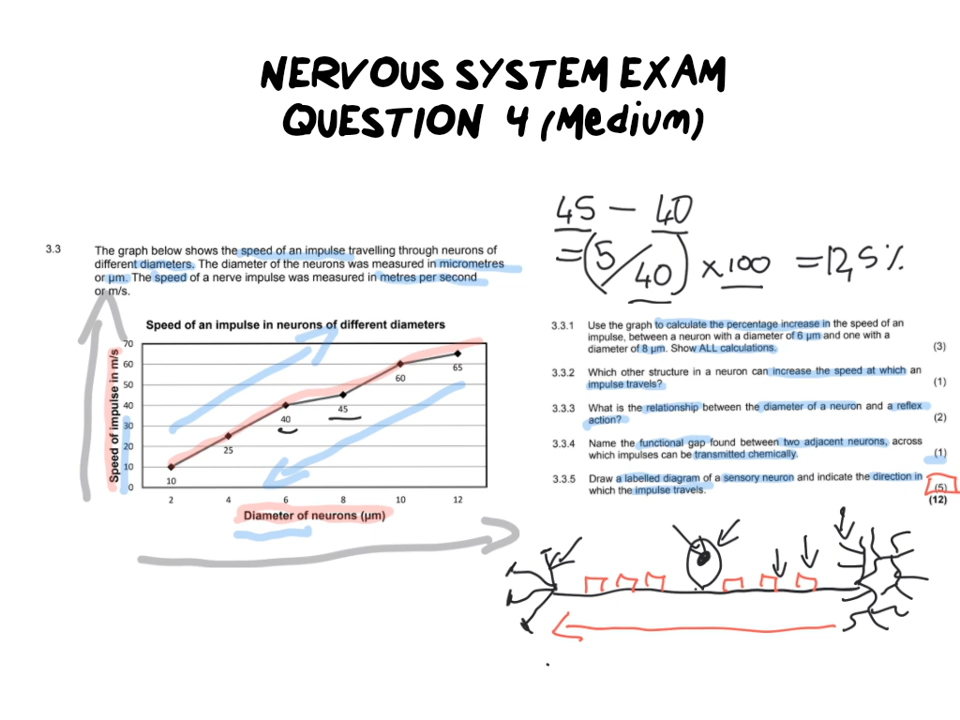 NERVOUS SYSTEM EXAM
QUESTION 4 (Medium)
45 – 40
=(5/40) x 100 = 12,5 %
3.3 The graph below shows the speed of an impulse travelling through neurons of
different diameters. The diameter of the neurons was measured in micrometres
or µm. The speed of a nerve impulse was measured in metres per second
or m/s.
Speed of an impulse in neurons of different diameters
Speed of impulse in m/s
70
60
50
40
30
20
10
0
10
25
40
45
60
65
2 4 6 8 10 12
Diameter of neurons (µm)
3.3.1 Use the graph to calculate the percentage increase in the speed of an
impulse, between a neuron with a diameter of 6 µm and one with a
diameter of 8 µm. Show ALL calculations. (3)
3.3.2 Which other structure in a neuron can increase the speed at which an
impulse travels? (1)
3.3.3 What is the relationship between the diameter of a neuron and a reflex
action? (2)
3.3.4 Name the functional gap found between two adjacent neurons, across
which impulses can be transmitted chemically. (1)
3.3.5 Draw a labelled diagram of a sensory neuron and indicate the direction in
which the impulse travels. (5)
(12)